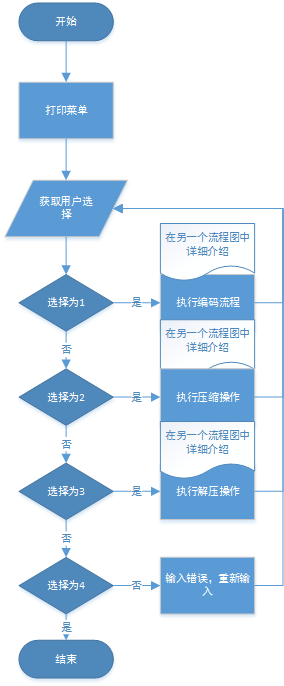 开始
打印菜单
获取用户选
择
在另一个流程图中
详细介绍
选择为1
是
执行编码流程
否
在另一个流程图中
详细介绍
选择为2
是
执行压缩操作
否
在另一个流程图中
详细介绍
选择为3
是
执行解压操作
否
选择为4
否
输入错误，重新输
入
是
结束